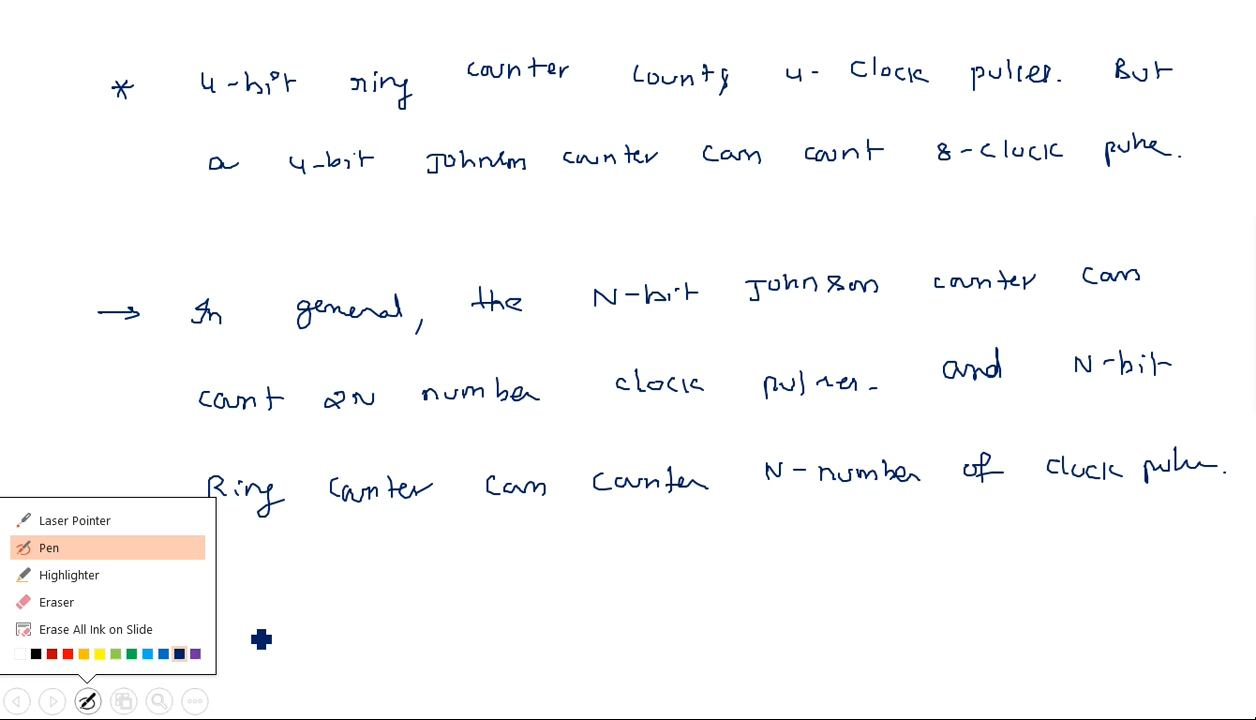 * 4-bit ring counter counts 4- clock pulses. But
a 4-bit Johnson counter can count 8-clock pulse.
→ In general, the N-bit Johnson counter can
count 2N number clock pulses. and N-bit
Ring counter can counter N-number of clock pulse.
Laser Pointer
Pen
Highlighter
Eraser
Erase All Ink on Slide